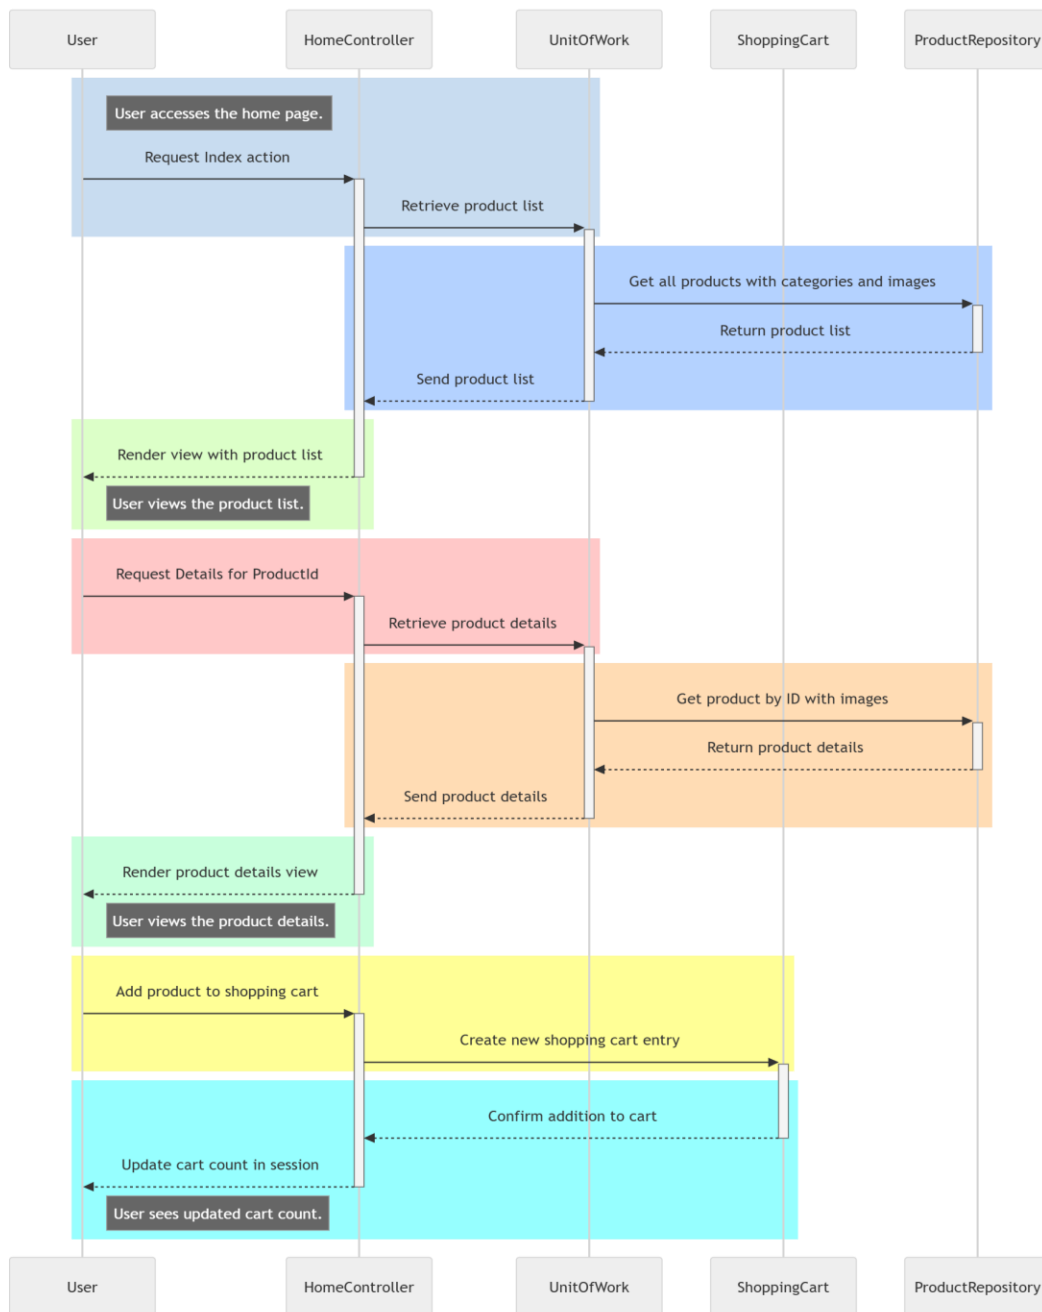 User
HomeController
UnitOfWork
ShoppingCart
ProductRepository
User accesses the home page.
Request Index action
Retrieve product list
Get all products with categories and images
Return product list
Send product list
Render view with product list
User views the product list.
Request Details for ProductId
Retrieve product details
Get product by ID with images
Return product details
Send product details
Render product details view
User views the product details.
Add product to shopping cart
Create new shopping cart entry
Confirm addition to cart
Update cart count in session
User sees updated cart count.
User
HomeController
UnitOfWork
ShoppingCart
ProductRepository